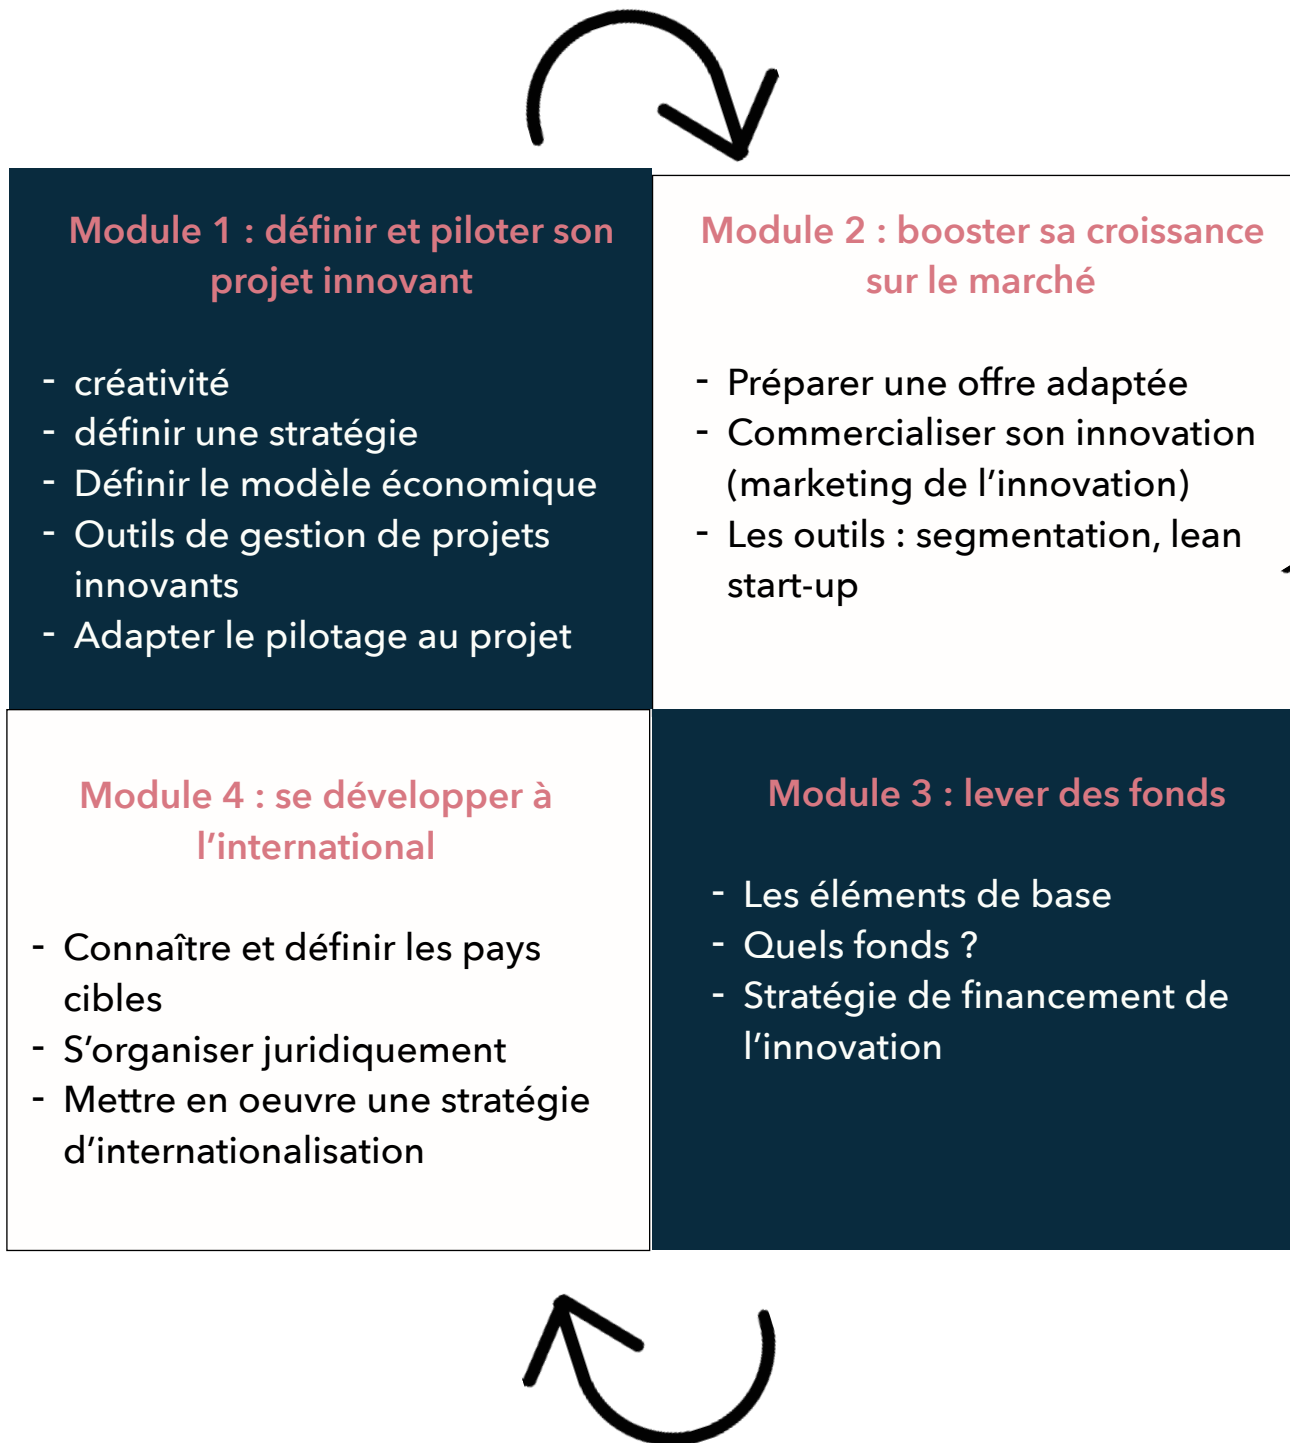 Module 1 : définir et piloter son
projet innovant
- créativité
- définir une stratégie
- Définir le modèle économique
- Outils de gestion de projets
innovants
- Adapter le pilotage au projet
Module 2 : booster sa croissance
sur le marché
- Préparer une offre adaptée
- Commercialiser son innovation
(marketing de l’innovation)
- Les outils : segmentation, lean
start-up
Module 4 : se développer à
l’international
- Connaître et définir les pays
cibles
- S’organiser juridiquement
- Mettre en oeuvre une stratégie
d’internationalisation
Module 3 : lever des fonds
- Les éléments de base
- Quels fonds ?
- Stratégie de financement de
l’innovation